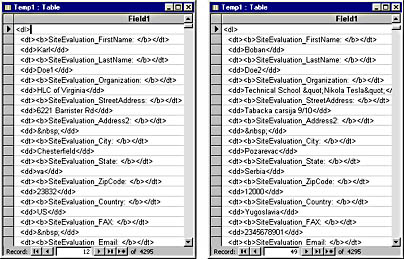 Temp1 : Table
Field1
<dl>
<dt><b>SiteEvaluation_FirstName: </b></dt>
<dd>Karl</dd>
<dt><b>SiteEvaluation_LastName: </b></dt>
<dd>Doe1</dd>
<dt><b>SiteEvaluation_Organization: </b></dt>
<dd>HLC of Virginia</dd>
<dt><b>SiteEvaluation_StreetAddress: </b></dt>
<dd>6221 Barrister Rd</dd>
<dt><b>SiteEvaluation_Address2: </b></dt>
<dd>&nbsp;</dd>
<dt><b>SiteEvaluation_City: </b></dt>
<dd>Chesterfield</dd>
<dt><b>SiteEvaluation_State: </b></dt>
<dd>va</dd>
<dt><b>SiteEvaluation_ZipCode: </b></dt>
<dd>23832</dd>
<dt><b>SiteEvaluation_Country: </b></dt>
<dd>US</dd>
<dt><b>SiteEvaluation_FAX: </b></dt>
<dd>&nbsp;</dd>
<dt><b>SiteEvaluation_Email: </b></dt>
Record: 12 of 4295
Temp1 : Table
Field1
<dl>
<dt><b>SiteEvaluation_FirstName: </b></dt>
<dd>Boban</dd>
<dt><b>SiteEvaluation_LastName: </b></dt>
<dd>Doe2</dd>
<dt><b>SiteEvaluation_Organization: </b></dt>
<dd>Technical School &quot;Nikola Tesla&quot;</
<dt><b>SiteEvaluation_StreetAddress: </b></dt>
<dd>Tabacka carsija 9/10</dd>
<dt><b>SiteEvaluation_Address2: </b></dt>
<dd>&nbsp;</dd>
<dt><b>SiteEvaluation_City: </b></dt>
<dd>Pozarevac</dd>
<dt><b>SiteEvaluation_State: </b></dt>
<dd>Serbia</dd>
<dt><b>SiteEvaluation_ZipCode: </b></dt>
<dd>12000</dd>
<dt><b>SiteEvaluation_Country: </b></dt>
<dd>Yugoslavia</dd>
<dt><b>SiteEvaluation_FAX: </b></dt>
<dd>2345678901</dd>
<dt><b>SiteEvaluation_Email: </b></dt>
Record: 49 of 4295